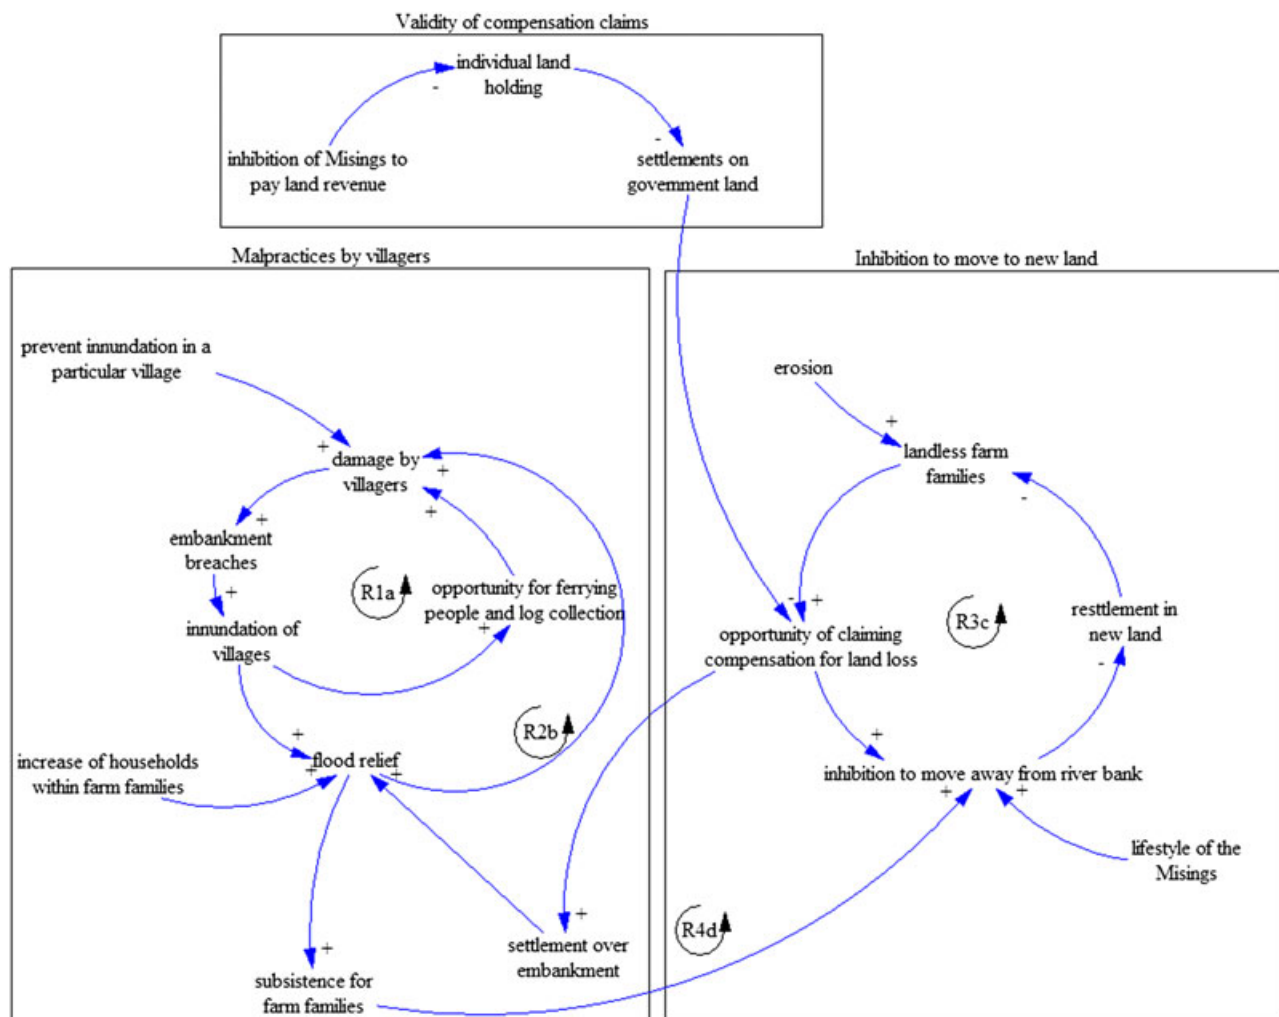 Validity of compensation claims
individual land
holding
-
-
inhibition of Misings to
pay land revenue
settlements on
government land
Malpractices by villagers
Inhibition to move to new land
prevent innundation in a
particular village
erosion
+
+
damage by
villagers
+
landless farm
families
+
+
-
embankment
breaches
R1a
+
opportunity for ferrying
people and log collection
+
- +
R3c
resttlement in
new land
innundation of
villages
opportunity of claiming
compensation for land loss
-
R2b
+
+
increase of households
within farm families
flood relief
+
+
inhibition to move away from river bank
+
+
lifestyle of the
Misings
+
R4d
+
settlement over
embankment
subsistence for
farm families